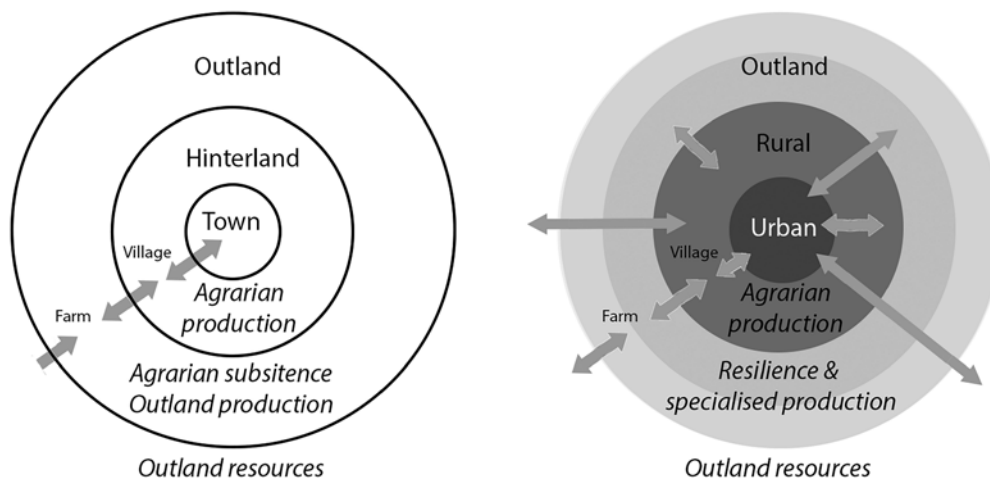 Outland
Hinterland
Town
Village
Farm
Agrarian
production
Agrarian subsitence
Outland production
Outland resources
Outland
Rural
Urban
Village
Farm
Agrarian
production
Resilience &
specialised production
Outland resources